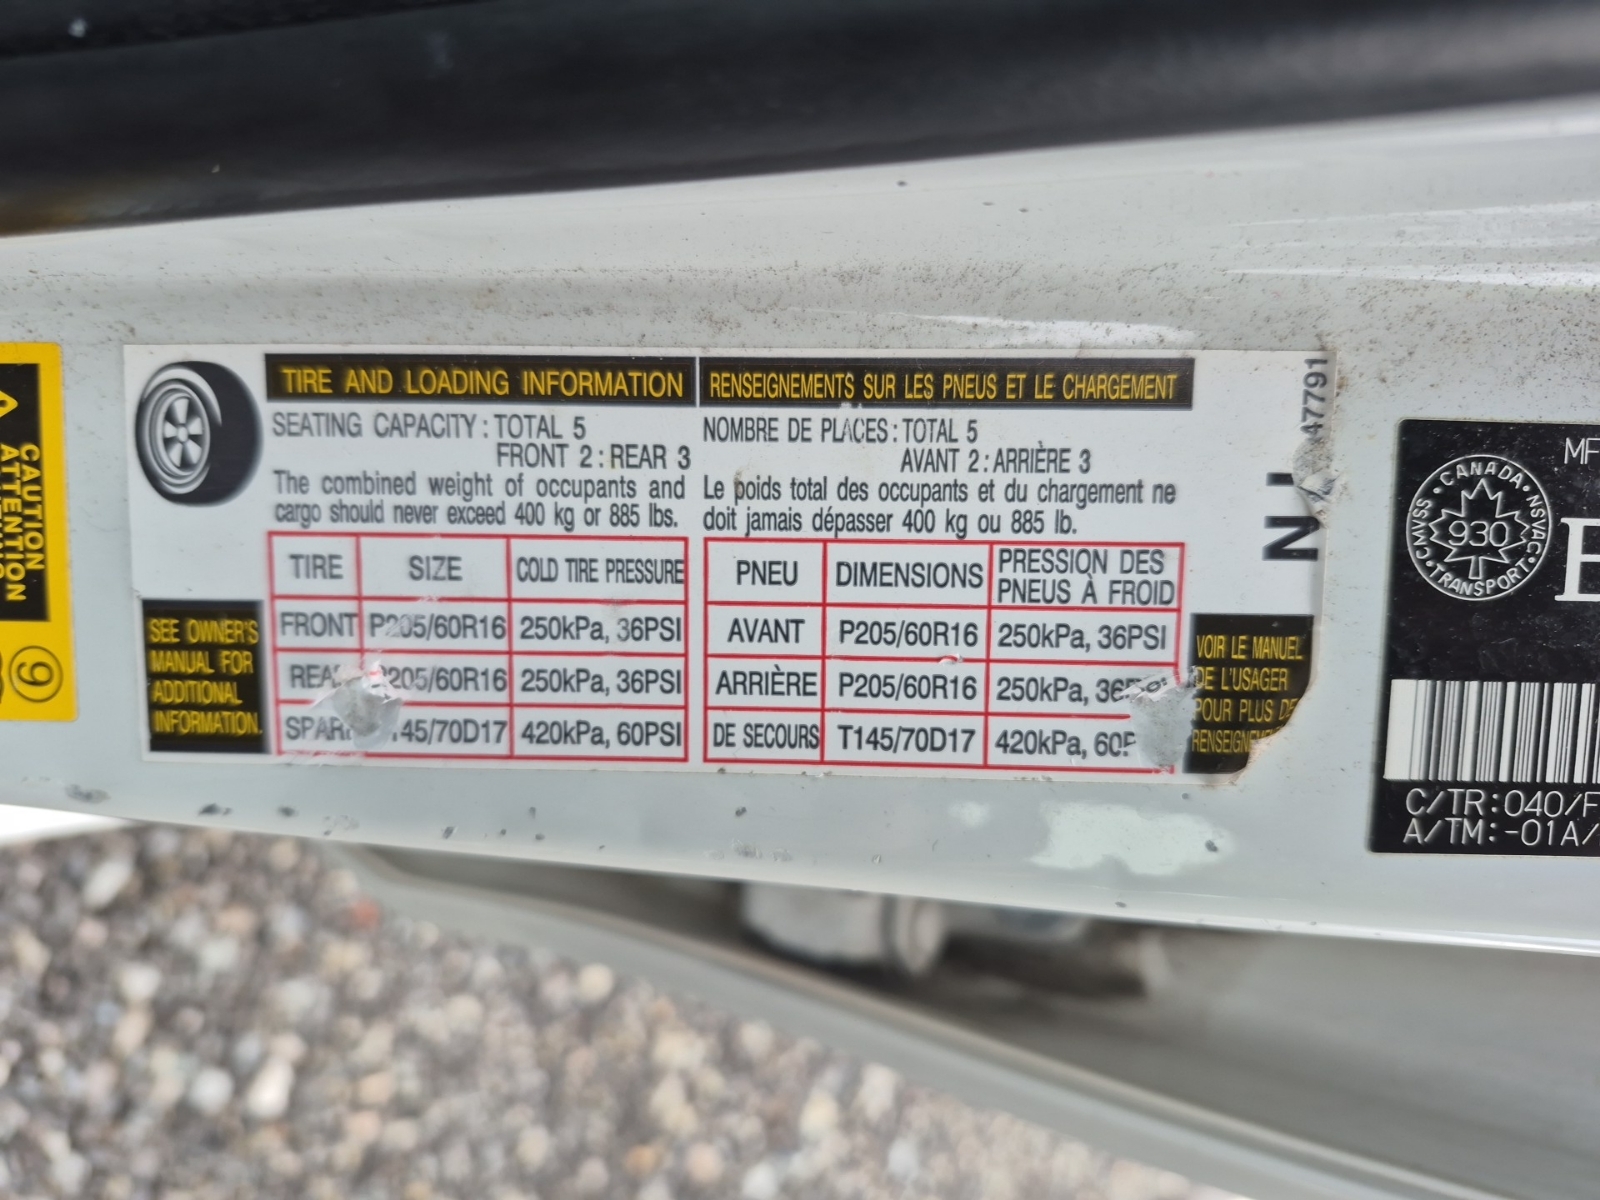 CAUTION
ATTENTION
TIRE AND LOADING INFORMATION
SEATING CAPACITY : TOTAL 5
FRONT 2 : REAR 3
The combined weight of occupants and
cargo should never exceed 400 kg or 885 lbs.
TIRE SIZE COLD TIRE PRESSURE
FRONT P205/60R16 250kPa, 36PSI
205/60R16 250kPa, 36PSI
145/70D17 420kPa, 60PSI
SEE OWNER'S
MANUAL FOR
ADDITIONAL
INFORMATION.
RENSEIGNEMENTS SUR LES PNEUS ET LE CHARGEMENT
NOMBRE DE PLACES : TOTAL 5
AVANT 2 : ARRIÈRE 3
Le poids total des occupants et du chargement ne
doit jamais dépasser 400 kg ou 885 lb.
PNEU DIMENSIONS PRESSION DES
PNEUS À FROID
AVANT P205/60R16 250kPa, 36PSI
ARRIÈRE P205/60R16 250kPa,
DE SECOURS T145/70D17 420kPa,
VOIR LE MANUEL
DE L'USAGER
POUR PLUS DE
47791
CANADA
NSVAC
TRANSPORT
CMVSS
930
MF
C/TR:040/F
A/TM:-01A/